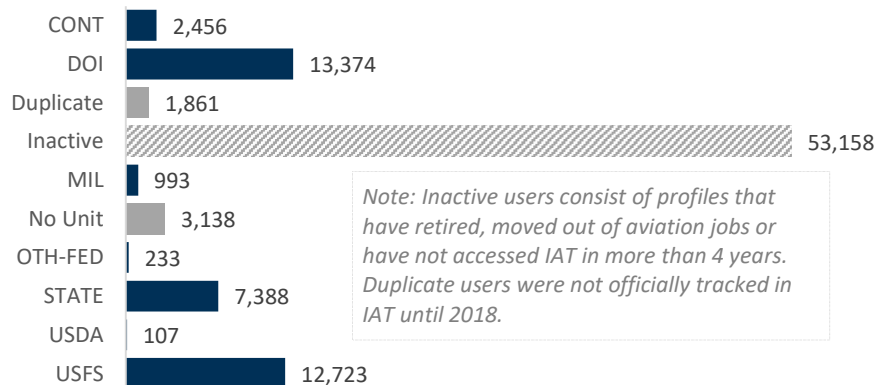 CONT 2,456
DOI 13,374
Duplicate 1,861
Inactive 53,158
MIL 993
No Unit 3,138
OTH-FED 233
STATE 7,388
USDA 107
USFS 12,723
Note: Inactive users consist of profiles that
have retired, moved out of aviation jobs or
have not accessed IAT in more than 4 years.
Duplicate users were not officially tracked in
IAT until 2018.